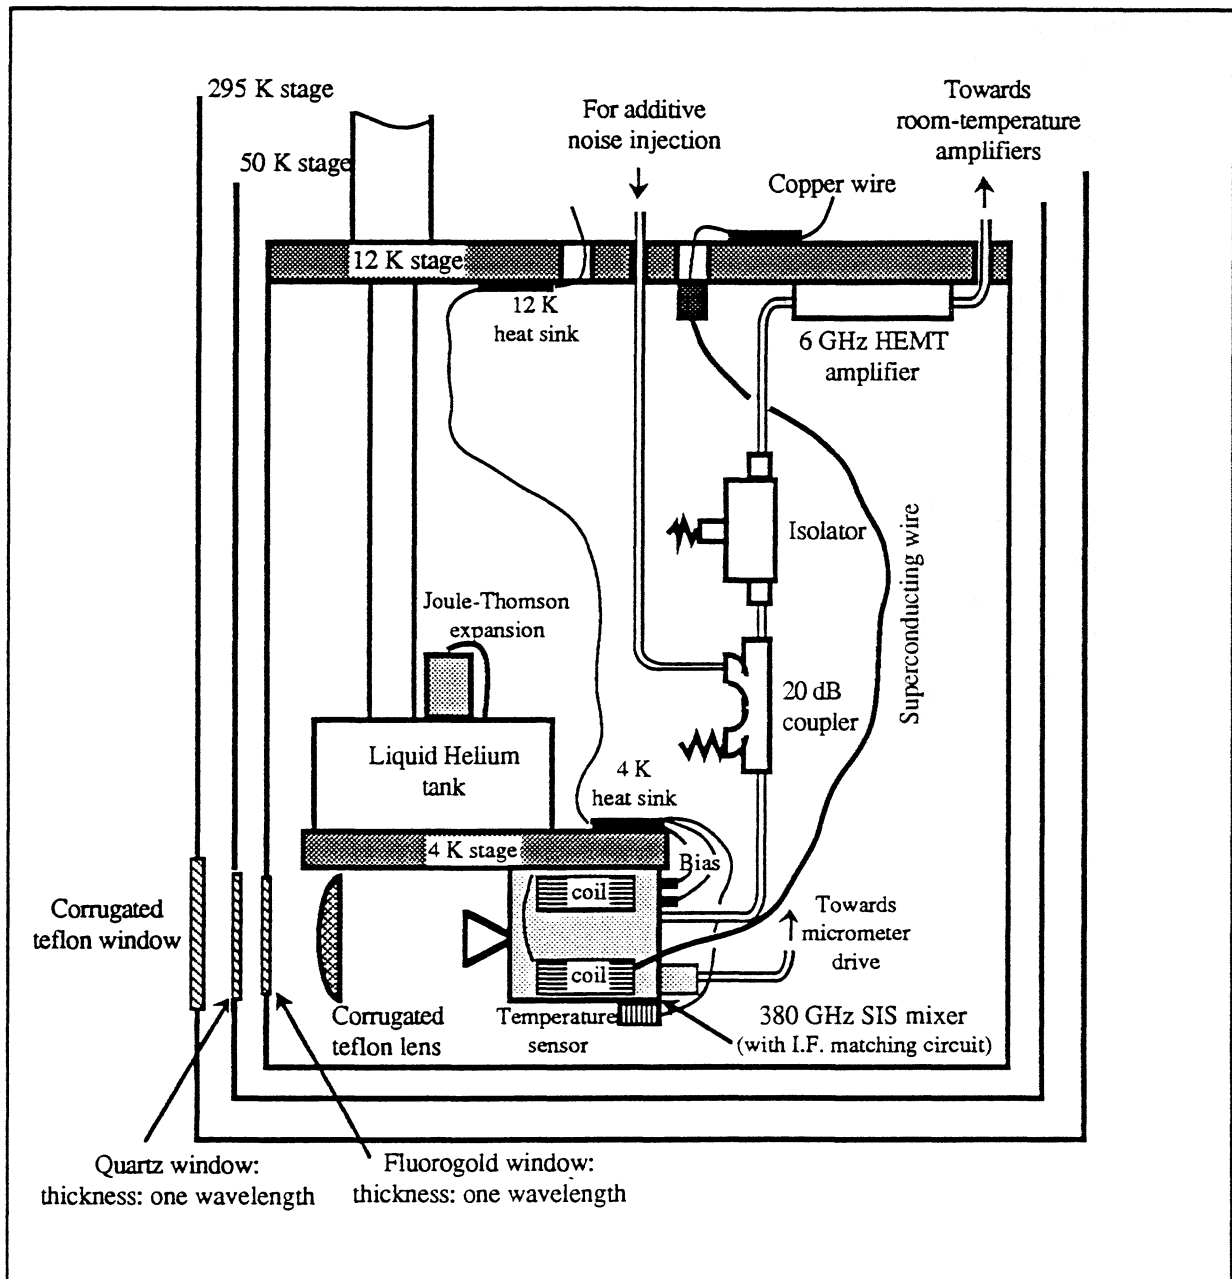 295 K stage
50 K stage
For additive
noise injection
Towards
room-temperature
amplifiers
Copper wire
12 K stage
12 K
heat sink
6 GHz HEMT
amplifier
Isolator
Superconducting wire
Joule-Thomson
expansion
20 dB
coupler
Liquid Helium
tank
4 K
heat sink
4 K stage
Bias
coil
Corrugated
teflon window
Towards
micrometer
drive
coil
Corrugated
teflon lens
Temperature
sensor
380 GHz SIS mixer
(with I.F. matching circuit)
Quartz window:
thickness: one wavelength
Fluorogold window:
thickness: one wavelength